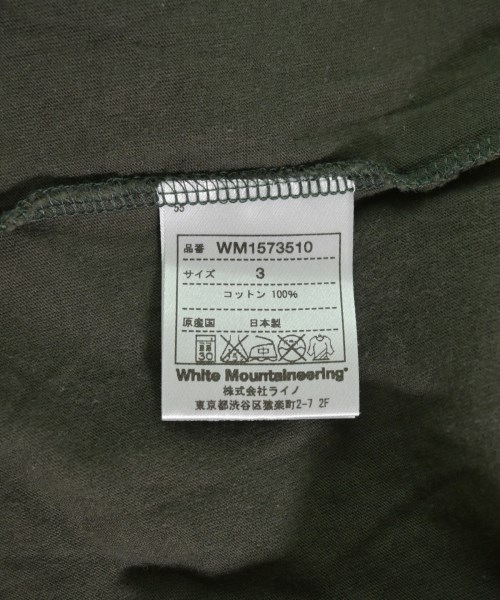 55
品番 WM1573510
サイズ 3
コットン 100%
原産国 日本製
30
White Mountaineering®
株式会社ライノ
東京都渋谷区猿楽町2-7 2F